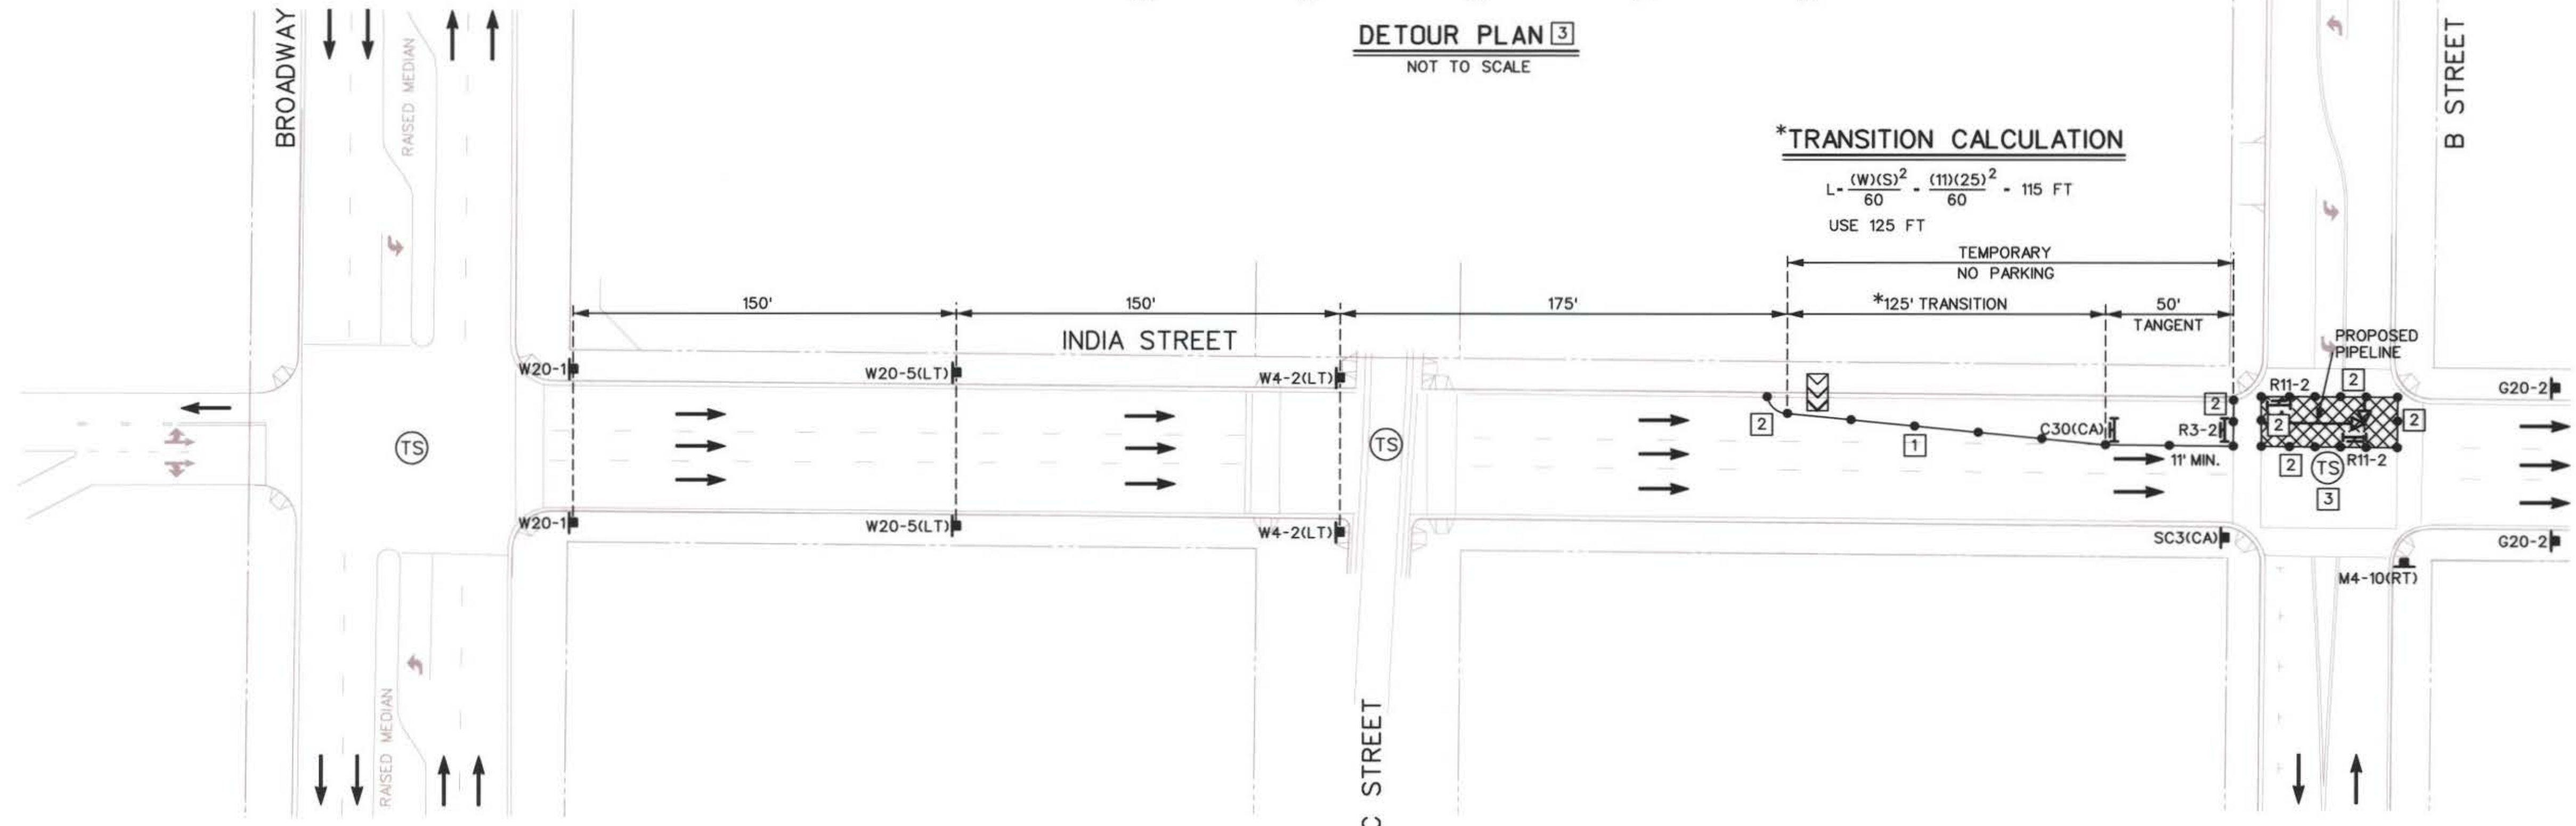 DETOUR PLAN 3
NOT TO SCALE
BROADWAY
RAISED MEDIAN
B STREET
*TRANSITION CALCULATION
L-(W)(S)²/60 - (11)(25)²/60 - 115 FT
USE 125 FT
TEMPORARY
NO PARKING
150'
150'
175'
*125' TRANSITION
50'
TANGENT
INDIA STREET
PROPOSED
PIPELINE
W20-1
W20-5(LT)
W4-2(LT)
2
1
C30(CA)
R3-2
2
11' MIN.
R11-2
2
2
2
2
R11-2
G20-2
TS
TS
TS
3
W20-1
W20-5(LT)
W4-2(LT)
SC3(CA)
M4-10(RT)
G20-2
RAISED MEDIAN
C STREET